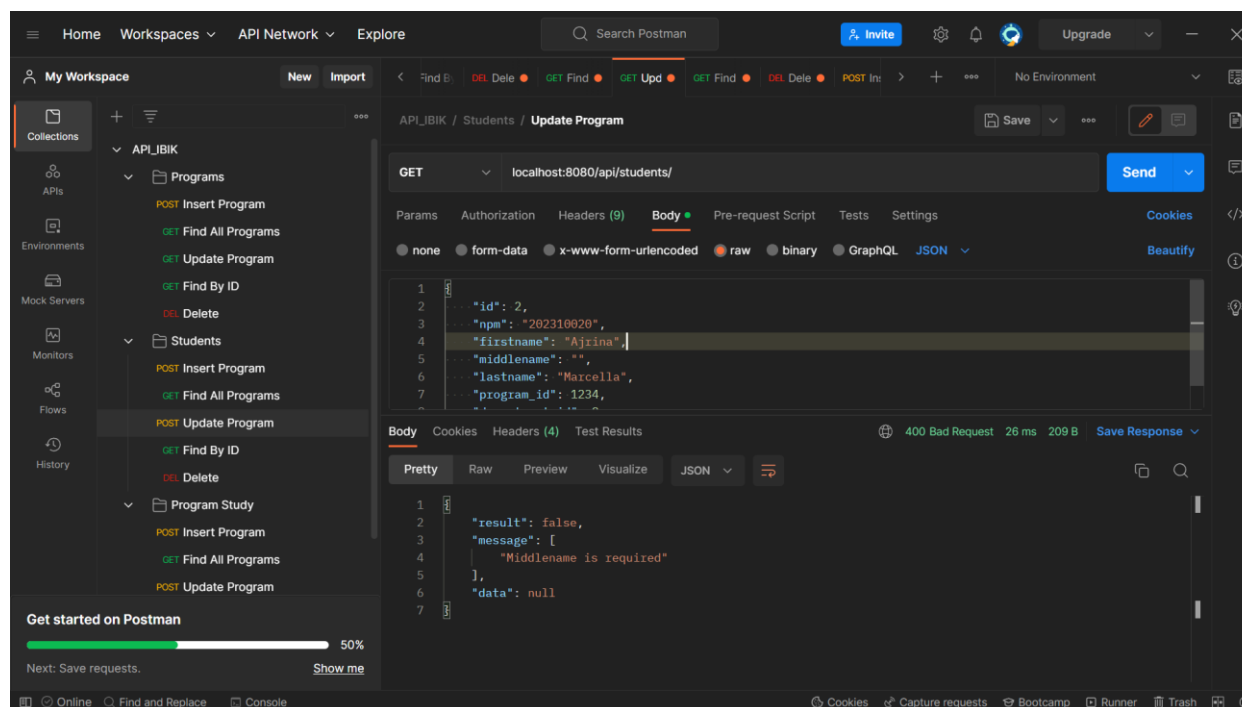 Home Workspaces API Network Explore Search Postman Invite Upgrade
My Workspace New Import
DEL Dele GET Find GET Upd GET Find DEL Dele POST No Environment
Collections
APIs
Environments
Mock Servers
Monitors
Flows
History
API_IBIK
Programs
POST Insert Program
GET Find All Programs
GET Update Program
GET Find By ID
DEL Delete
Students
POST Insert Program
GET Find All Programs
POST Update Program
GET Find By ID
DEL Delete
Program Study
POST Insert Program
GET Find All Programs
POST Update Program
Get started on Postman
50%
Next: Save requests. Show me
API_IBIK / Students / Update Program Save
GET localhost:8080/api/students/ Send
Params Authorization Headers (9) Body Pre-request Script Tests Settings Cookies
none form-data x-www-form-urlencoded raw binary GraphQL JSON Beautify
1 {
2 "id": 2,
3 "npm": "202310020",
4 "firstname": "Ajrina",
5 "middlename": "",
6 "lastname": "Marcella",
7 "program_id": 1234,
Body Cookies Headers (4) Test Results 400 Bad Request 26 ms 209 B Save Response
Pretty Raw Preview Visualize JSON
1 {
2 "result": false,
3 "message": [
4 "Middlename is required"
5 ],
6 "data": null
7 }
Online Find and Replace Console Cookies Capture requests Bootcamp Runner Trash